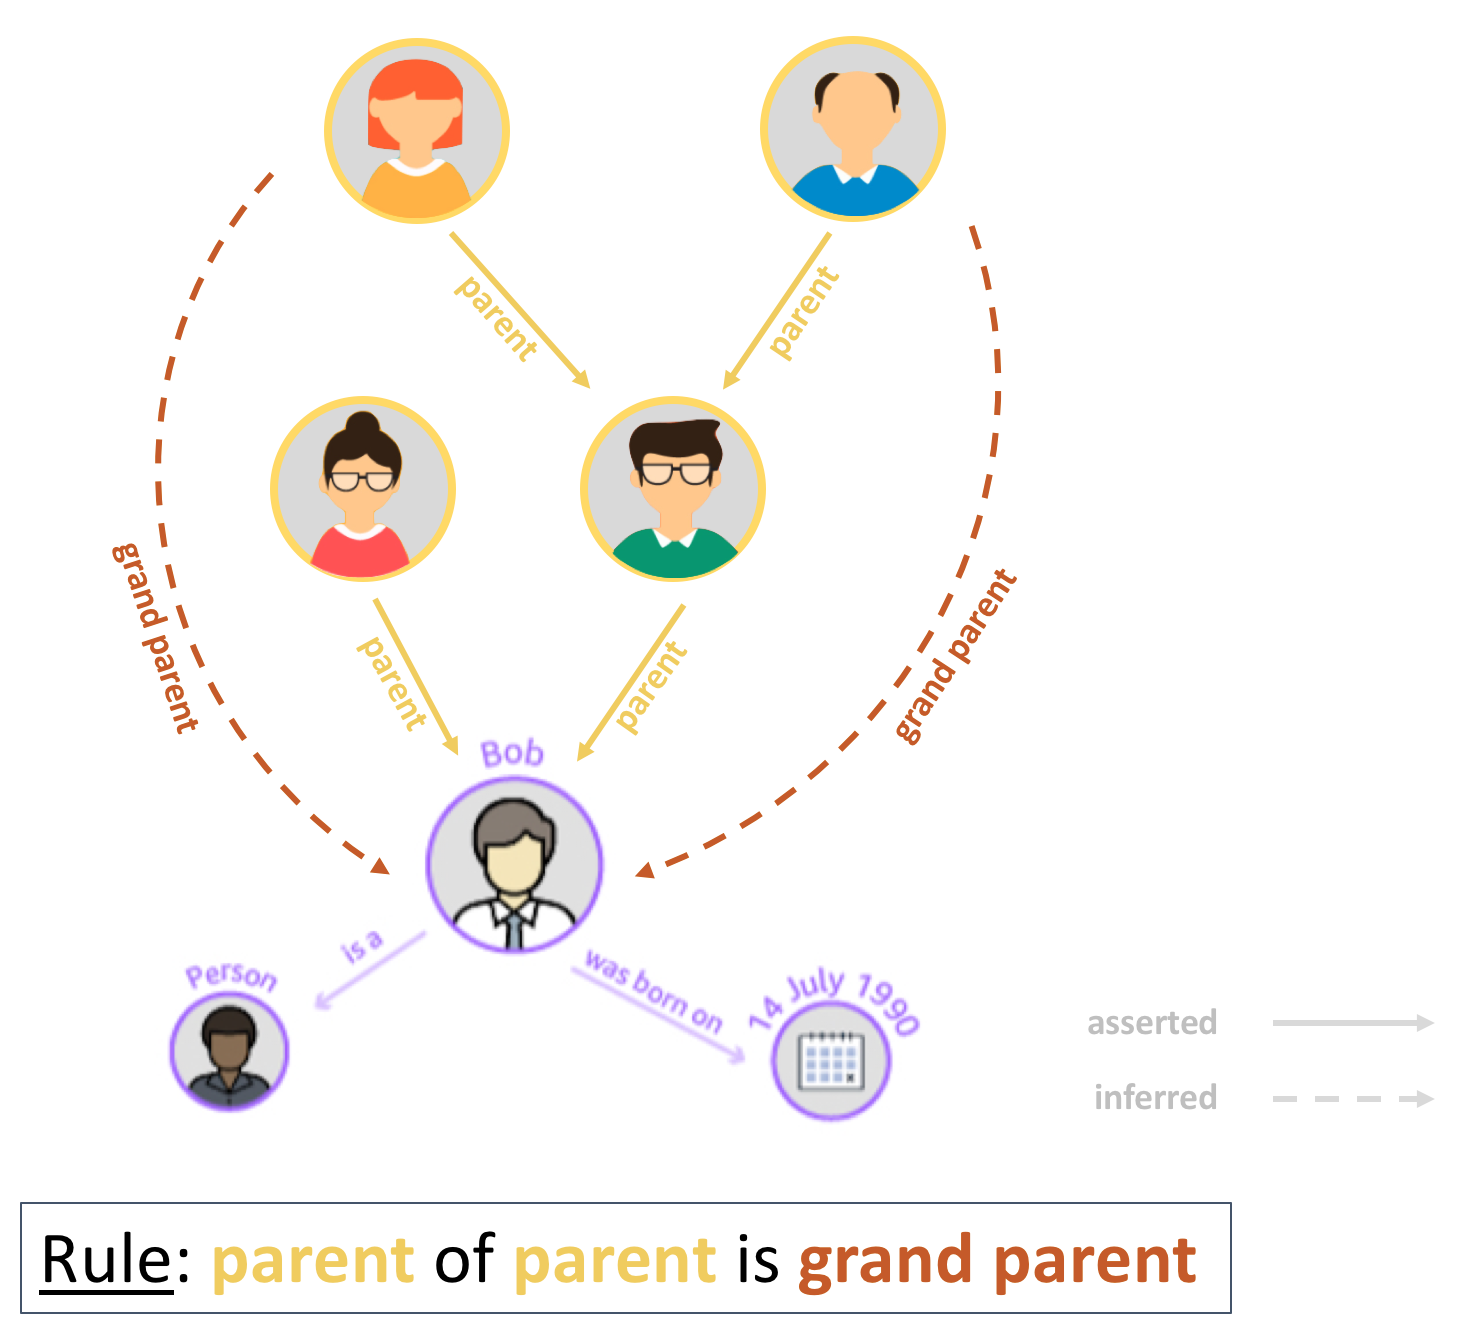 parent
parent
grand parent
grand parent
parent
parent
Bob
is a
was born on
Person
14 July 1990
asserted
inferred
Rule: parent of parent is grand parent